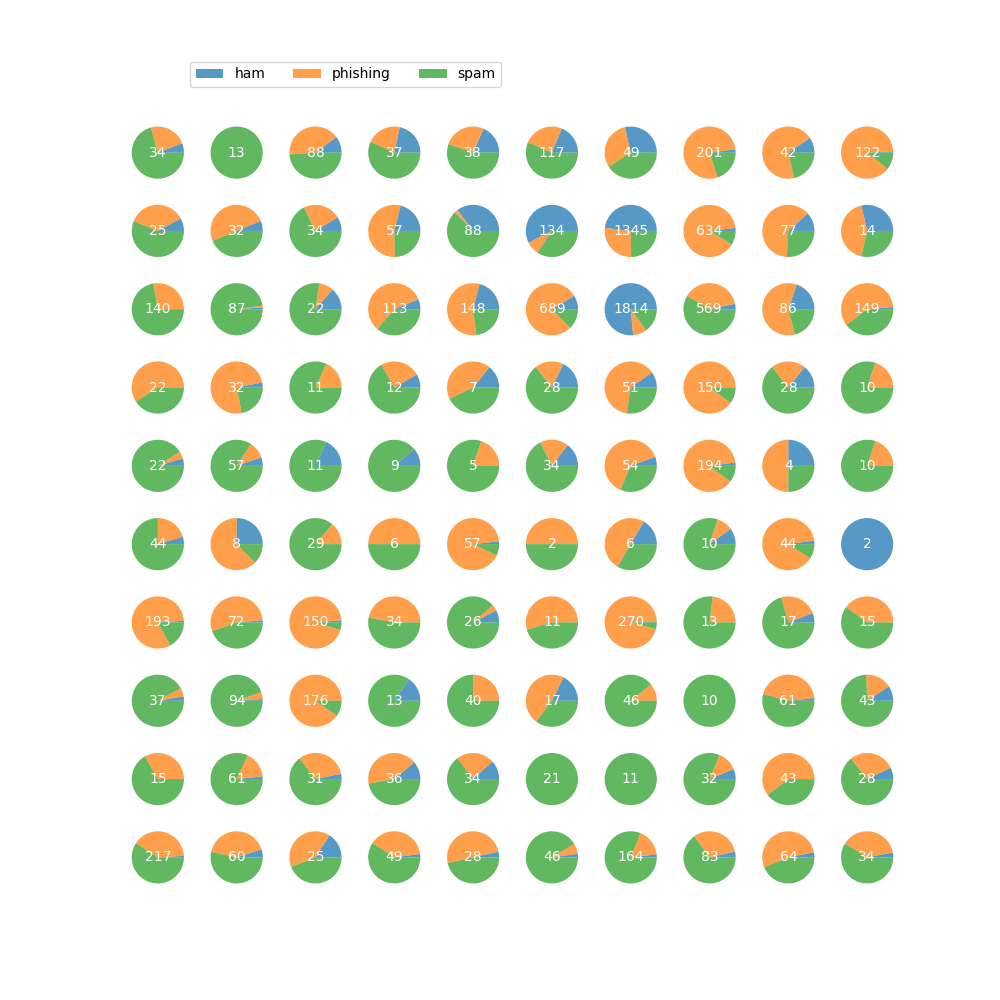 ham phishing spam
34 13 88 37 38 117 49 201 42 122
25 32 34 57 88 134 1345 634 77 14
140 87 22 113 148 689 1814 569 86 149
22 32 11 12 7 28 51 150 28 10
22 57 11 9 5 34 54 194 4 10
44 8 29 6 57 2 6 10 44 2
193 72 150 34 26 11 270 13 17 15
37 94 176 13 40 17 46 10 61 43
15 61 31 36 34 21 11 32 43 28
217 60 25 49 28 46 164 83 64 34